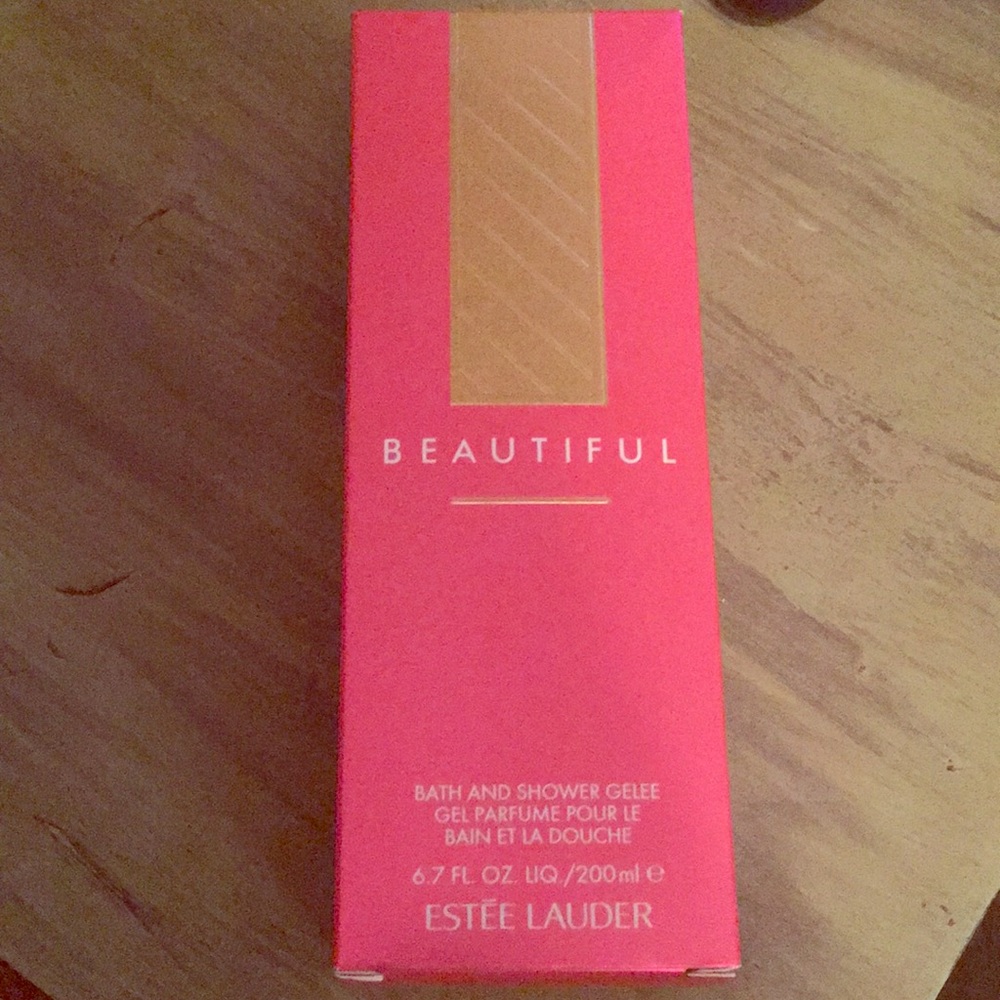 BEAUTIFUL
BATH AND SHOWER GELEE
GEL PARFUME POUR LE
BAIN ET LA DOUCHE
6.7 FL. OZ. LIQ./200ml ℮
ESTÉE LAUDER